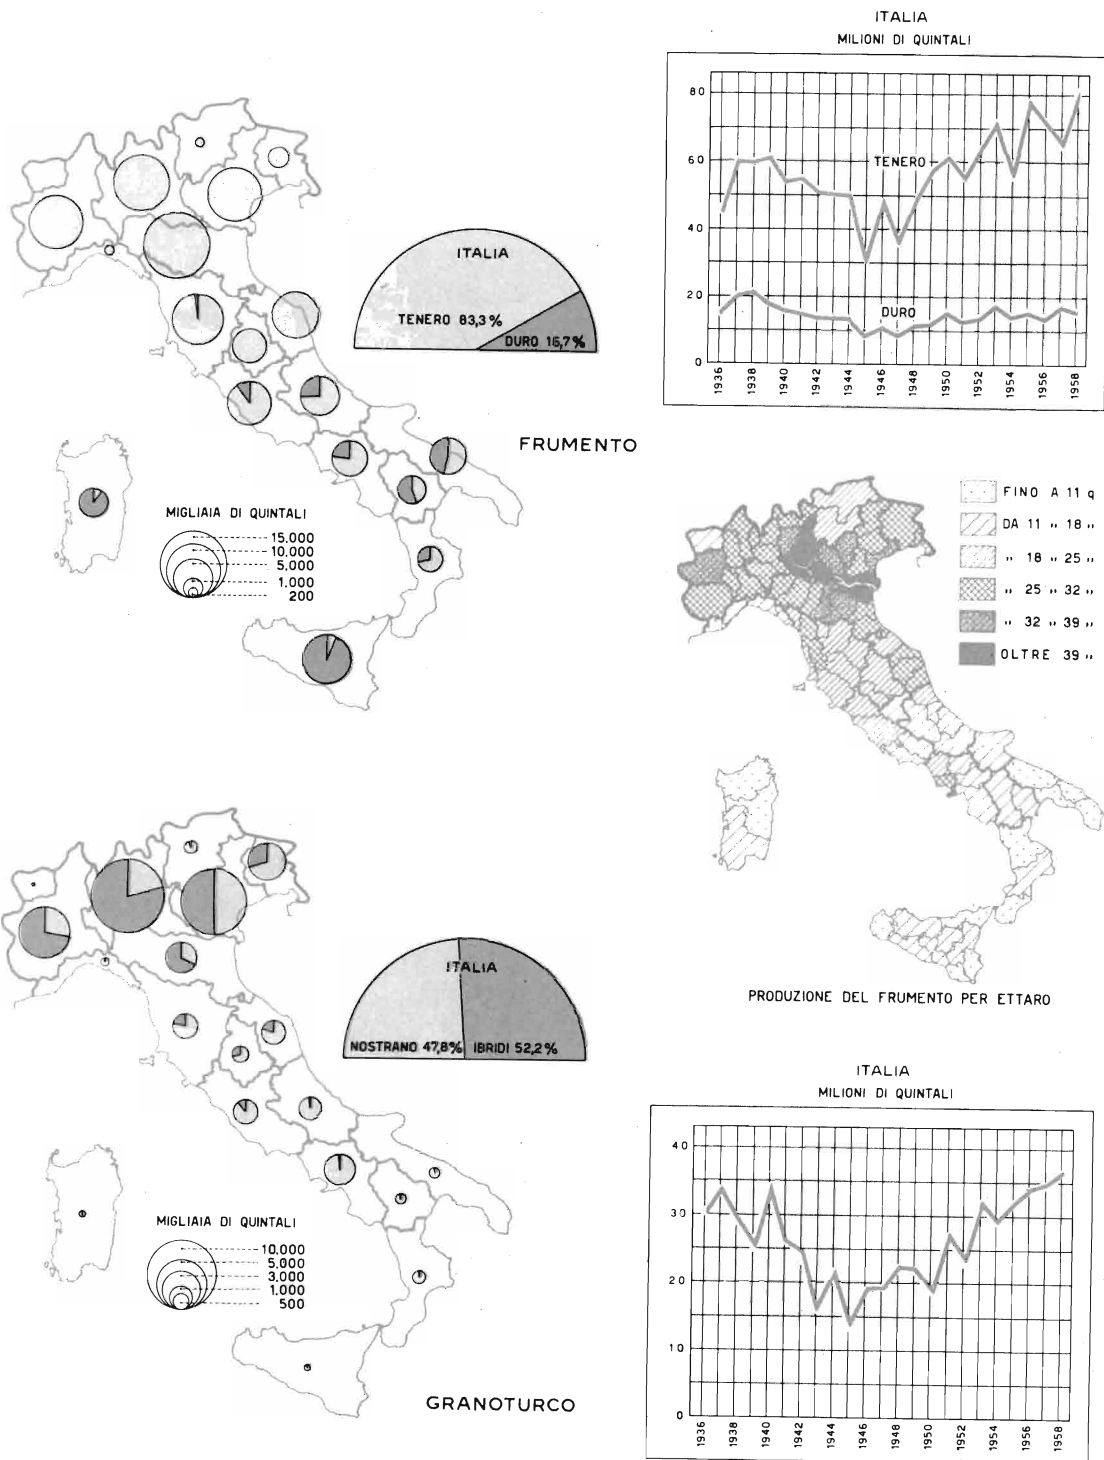 ITALIA
MILIONI DI QUINTALI
80
60
40
20
0
TENERO
DURO
1936
1938
1940
1942
1944
1946
1948
1950
1952
1954
1956
1958
ITALIA
TENERO 83,3%
DURO 16,7%
FRUMENTO
MIGLIAIA DI QUINTALI
15.000
10.000
5.000
1.000
200
FINO A 11 q
DA 11 " 18 "
" 18 " 25 "
" 25 " 32 "
" 32 " 39 "
OLTRE 39 "
PRODUZIONE DEL FRUMENTO PER ETTARO
ITALIA
NOSTRANO 47,8%
IBRIDI 52,2%
MIGLIAIA DI QUINTALI
10.000
5.000
3.000
1.000
500
GRANOTURCO
ITALIA
MILIONI DI QUINTALI
40
30
20
10
0
1936
1938
1940
1942
1944
1946
1948
1950
1952
1954
1956
1958